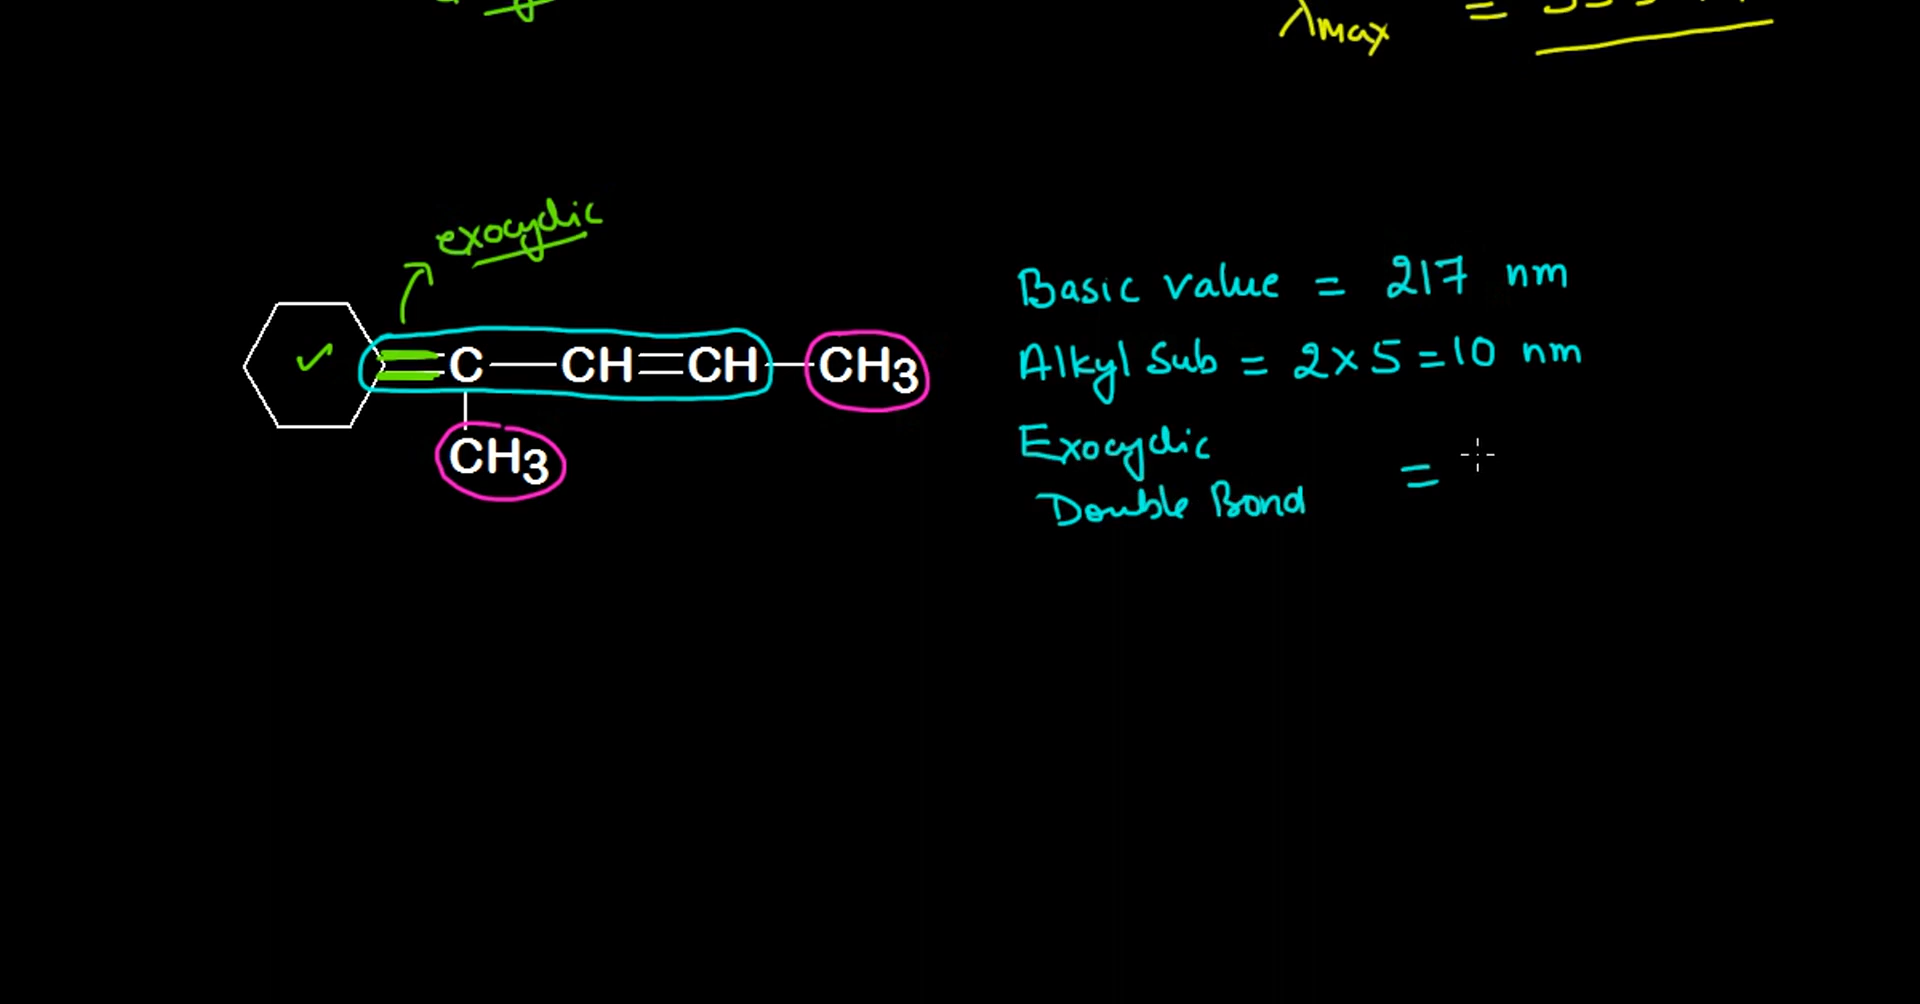 λmax =
exocyclic
C—CH=CH—CH3
CH3
Basic value = 217 nm
Alkyl Sub = 2×5=10 nm
Exocyclic
Double Bond =